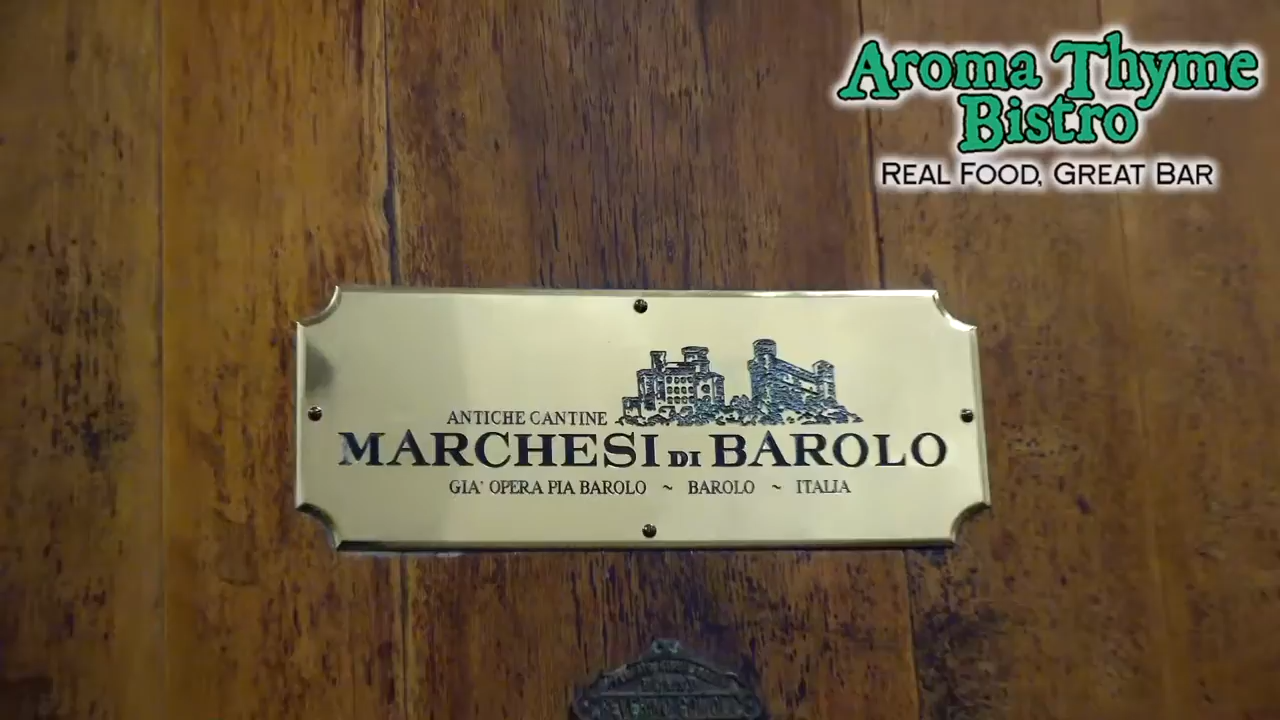 Aroma Thyme
Bistro
REAL FOOD, GREAT BAR
ANTICHE CANTINE
MARCHESI DI BAROLO
GIA' OPERA PIA BAROLO ~ BAROLO ~ ITALIA